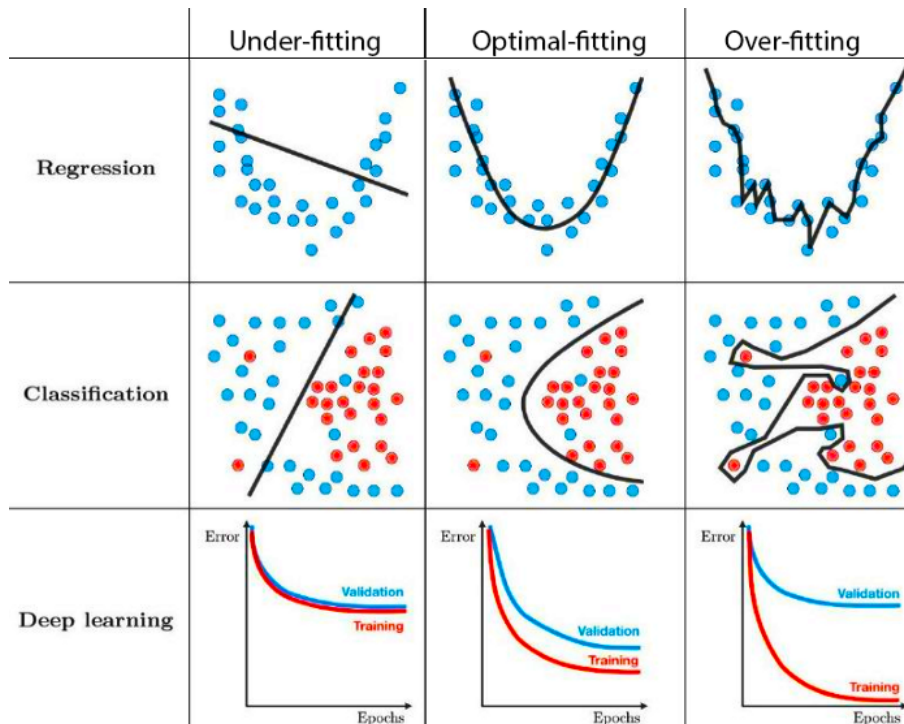 Under-fitting
Optimal-fitting
Over-fitting
Regression
Classification
Deep learning
Error
Validation
Training
Epochs
Error
Validation
Training
Epochs
Error
Validation
Training
Epochs